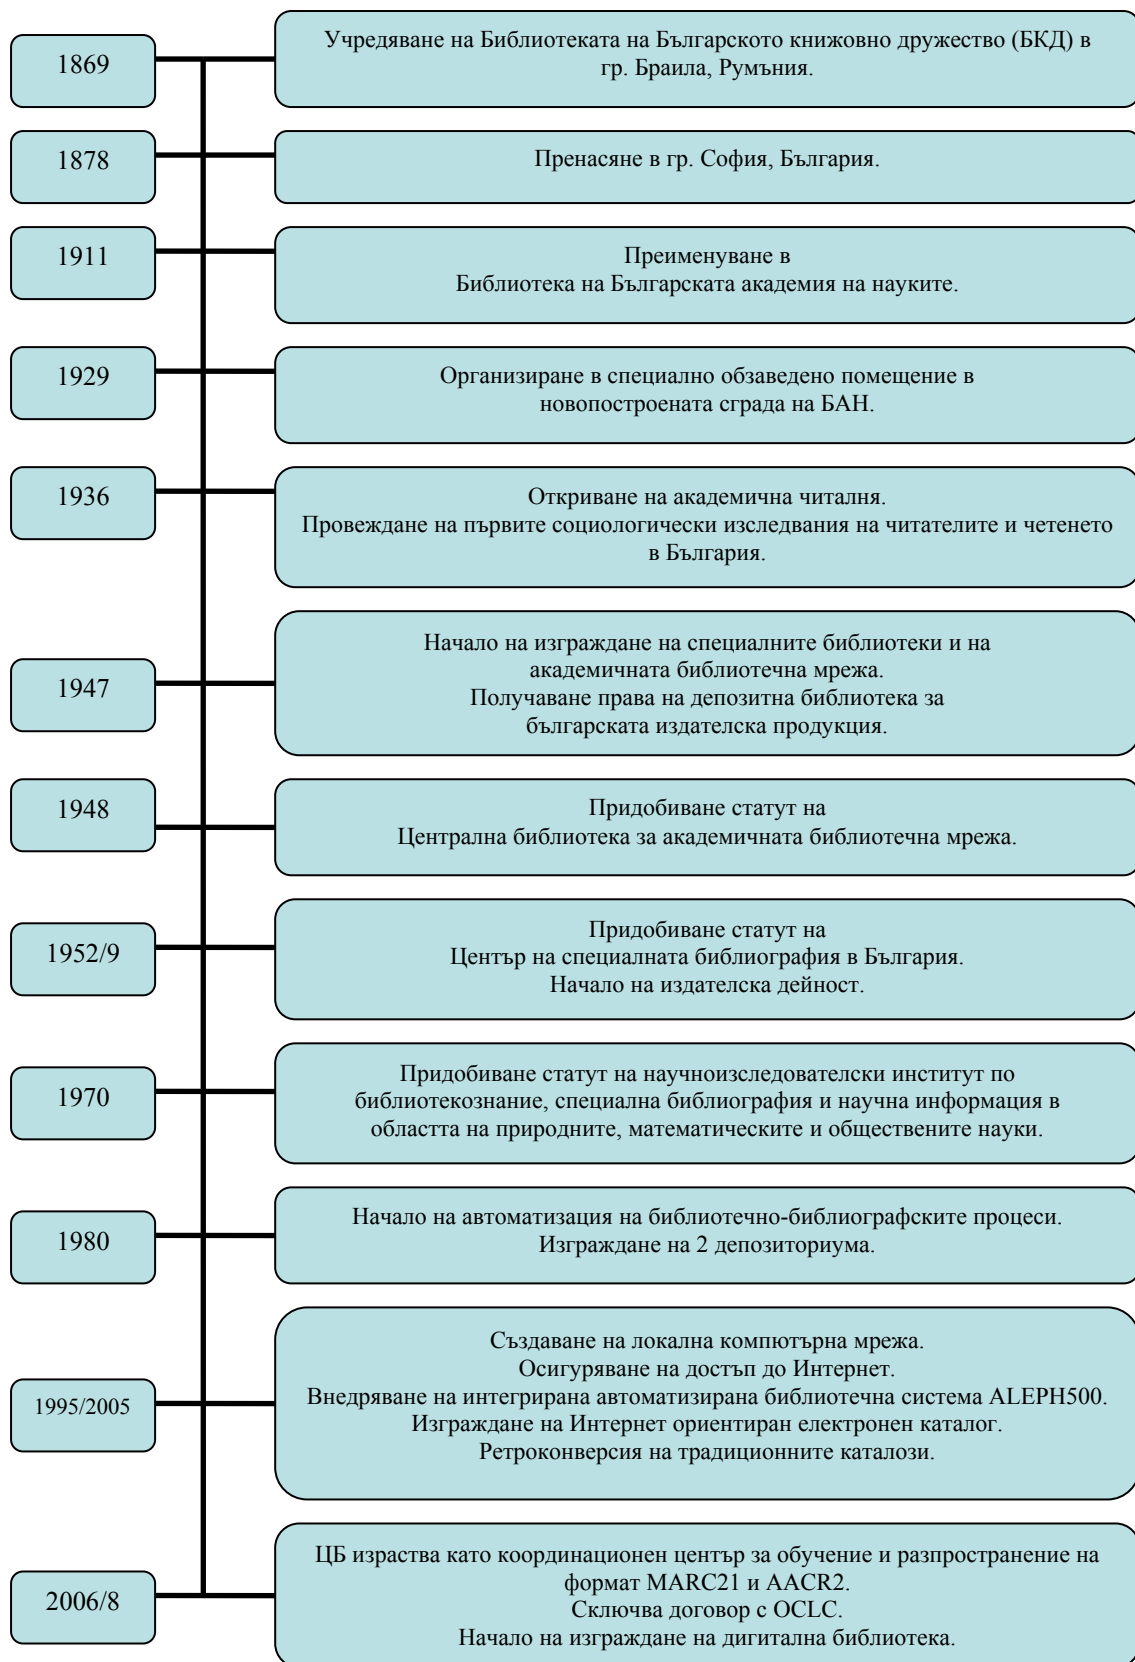 1869
Учредяване на Библиотеката на Българското книжовно дружество (БКД) в
гр. Браила, Румъния.
1878
Пренасяне в гр. София, България.
1911
Преименуване в
Библиотека на Българската академия на науките.
1929
Организиране в специално обзаведено помещение в
новопостроената сграда на БАН.
1936
Откриване на академична читалня.
Провеждане на първите социологически изследвания на читателите и четенето
в България.
1947
Начало на изграждане на специалните библиотеки и на
академичната библиотечна мрежа.
Получаване права на депозитна библиотека за
българската издателска продукция.
1948
Придобиване статут на
Централна библиотека за академичната библиотечна мрежа.
1952/9
Придобиване статут на
Център на специалната библиография в България.
Начало на издателска дейност.
1970
Придобиване статут на научноизследователски институт по
библиотекознание, специална библиография и научна информация в
областта на природните, математическите и обществените науки.
1980
Начало на автоматизация на библиотечно-библиографските процеси.
Изграждане на 2 депозиториума.
1995/2005
Създаване на локална компютърна мрежа.
Осигуряване на достъп до Интернет.
Внедряване на интегрирана автоматизирана библиотечна система ALEPH500.
Изграждане на Интернет ориентиран електронен каталог.
Ретроконверсия на традиционните каталози.
2006/8
ЦБ израства като координационен център за обучение и разпространение на
формат MARC21 и AACR2.
Сключва договор с OCLC.
Начало на изграждане на дигитална библиотека.